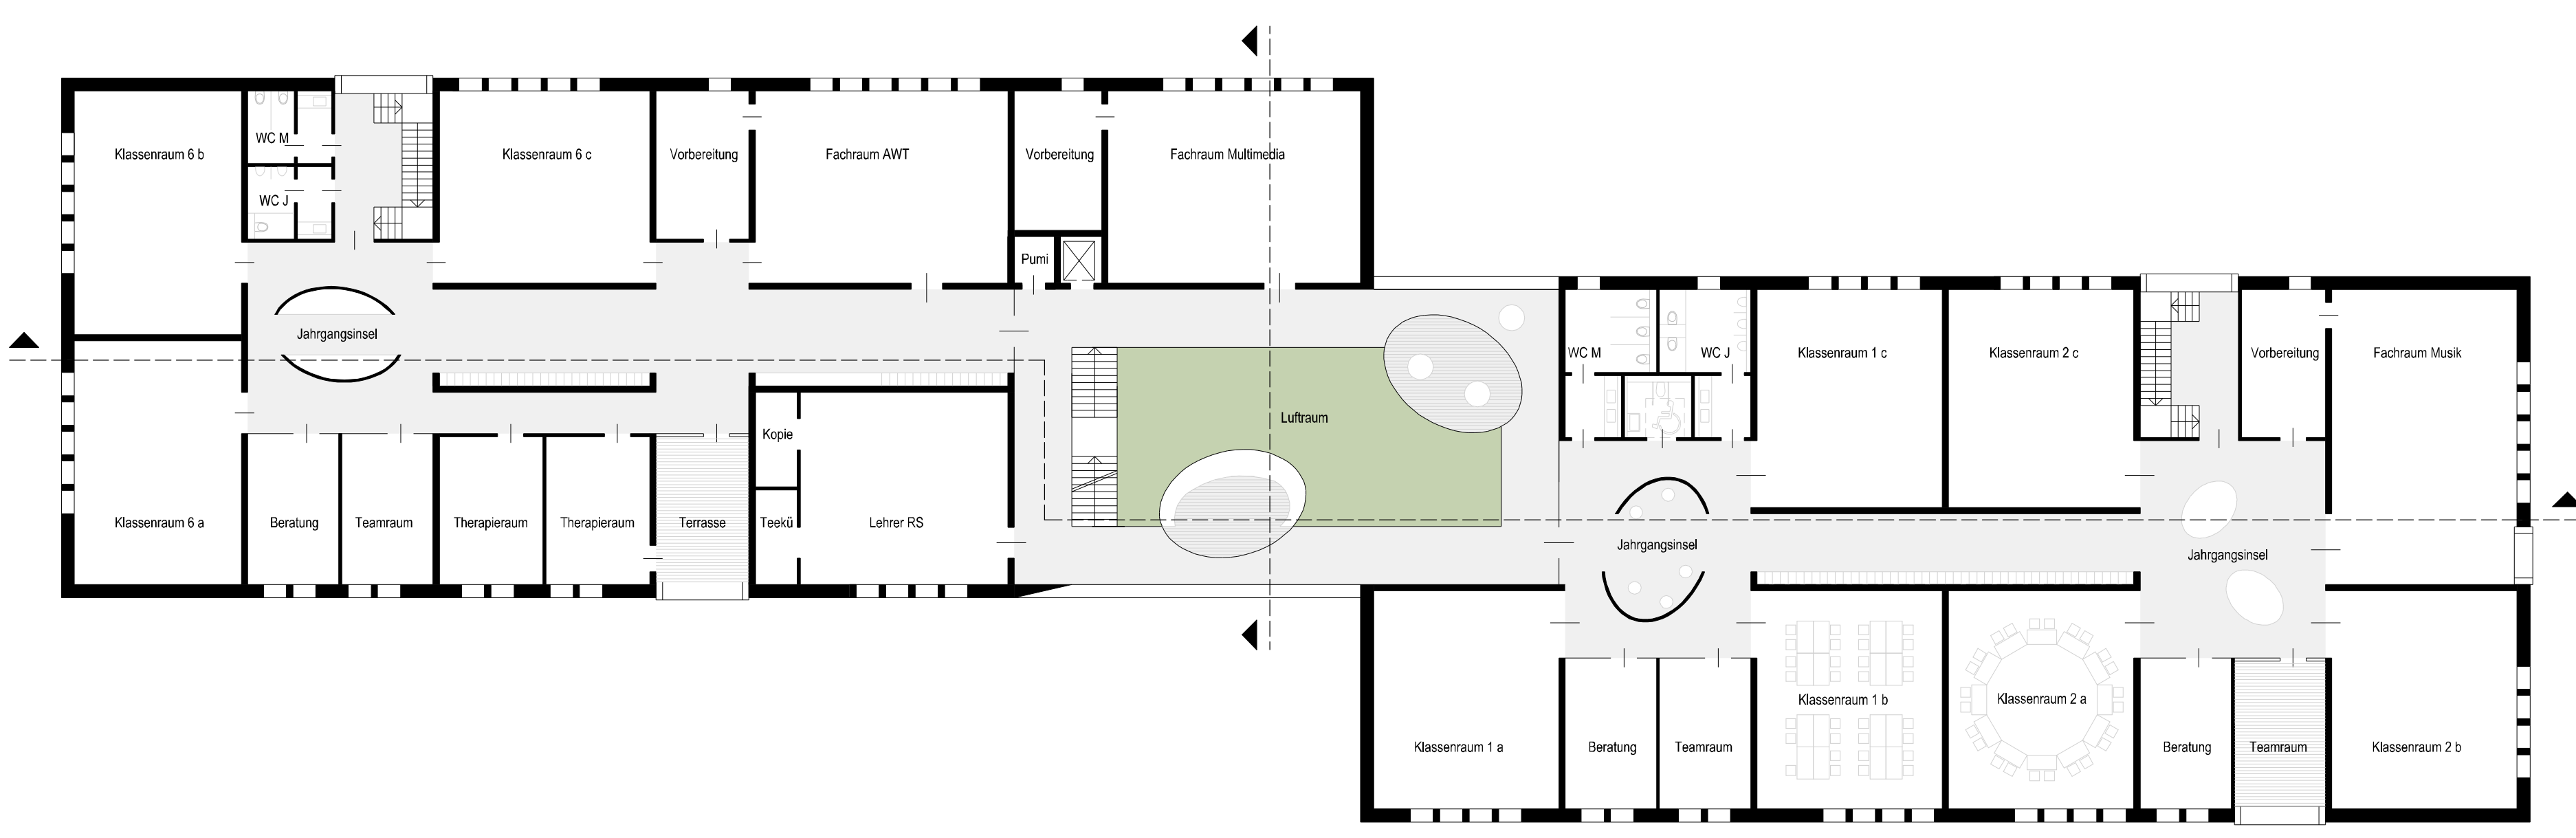 Klassenraum 6 b
WC M
WC J
Klassenraum 6 c
Vorbereitung
Fachraum AWT
Vorbereitung
Fachraum Multimedia
Pumi
Jahrgangsinsel
Klassenraum 6 a
Beratung
Teamraum
Therapieraum
Therapieraum
Terrasse
Kopie
Teekü
Lehrer RS
Luftraum
WC M
WC J
Klassenraum 1 c
Klassenraum 2 c
Vorbereitung
Fachraum Musik
Jahrgangsinsel
Jahrgangsinsel
Klassenraum 1 a
Beratung
Teamraum
Klassenraum 1 b
Klassenraum 2 a
Beratung
Teamraum
Klassenraum 2 b